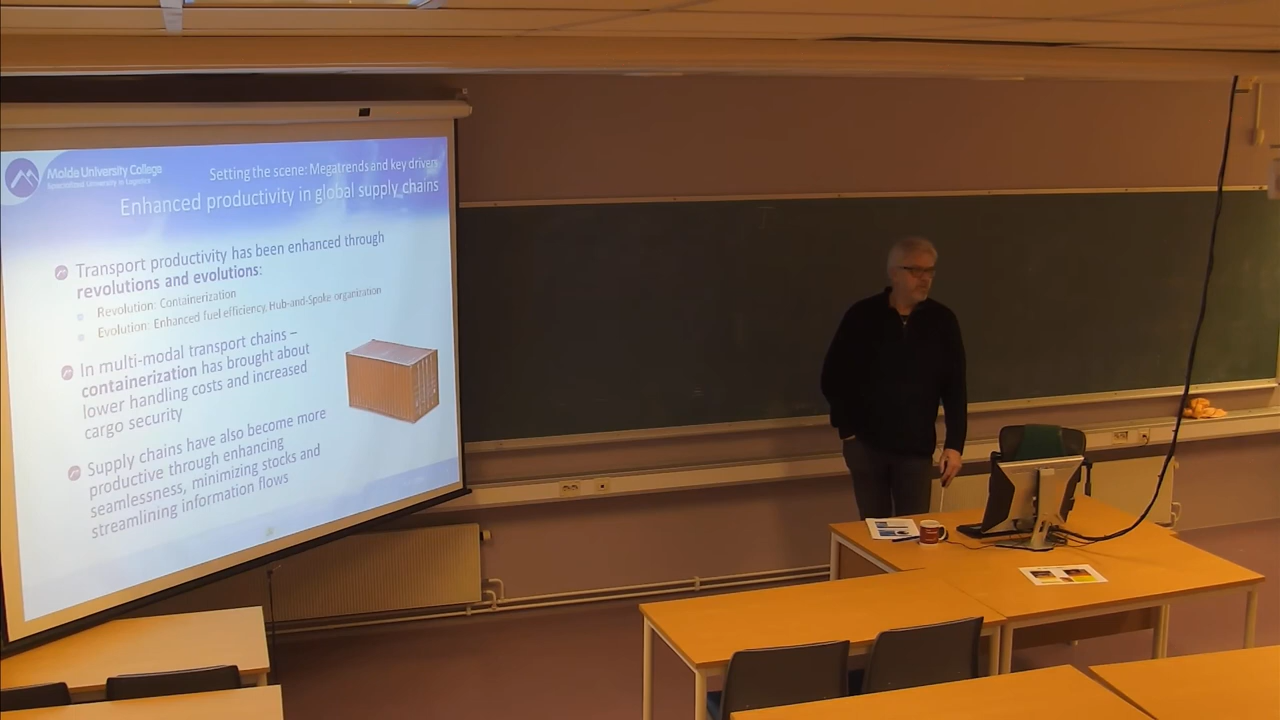 Molde University College
Specialized University in Logistics
Setting the scene: Megatrends and key drivers
Enhanced productivity in global supply chains
Transport productivity has been enhanced through
revolutions and evolutions:
Revolution: Containerization
Evolution: Enhanced fuel efficiency, Hub-and-Spoke organization
In multi-modal transport chains –
containerization has brought about
lower handling costs and increased
cargo security
Supply chains have also become more
productive through enhancing
seamlessness, minimizing stocks and
streamlining information flows